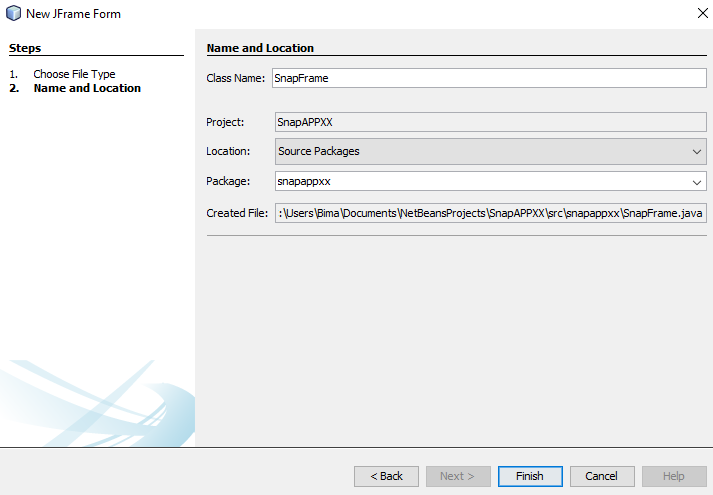 New JFrame Form
Steps
1. Choose File Type
2. Name and Location
Name and Location
Class Name: SnapFrame
Project: SnapAPPXX
Location: Source Packages
Package: snapappxx
Created File: :\Users\Bima\Documents\NetBeansProjects\SnapAPPXX\src\snapappxx\SnapFrame.java
< Back Next > Finish Cancel Help